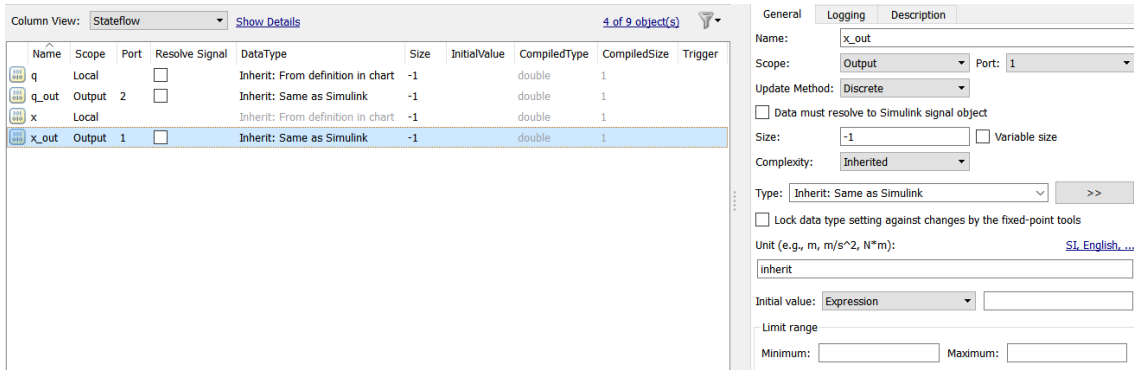 Column View: Stateflow Show Details 4 of 9 object(s)
Name Scope Port Resolve Signal DataType Size InitialValue CompiledType CompiledSize Trigger
q Local Inherit: From definition in chart -1 double 1
q_out Output 2 Inherit: Same as Simulink -1 double 1
x Local Inherit: From definition in chart -1 double 1
x_out Output 1 Inherit: Same as Simulink -1 double 1
General Logging Description
Name: x_out
Scope: Output Port: 1
Update Method: Discrete
Data must resolve to Simulink signal object
Size: -1 Variable size
Complexity: Inherited
Type: Inherit: Same as Simulink >>
Lock data type setting against changes by the fixed-point tools
Unit (e.g., m, m/s^2, N*m): SI, English, ...
inherit
Initial value: Expression
Limit range
Minimum: Maximum: